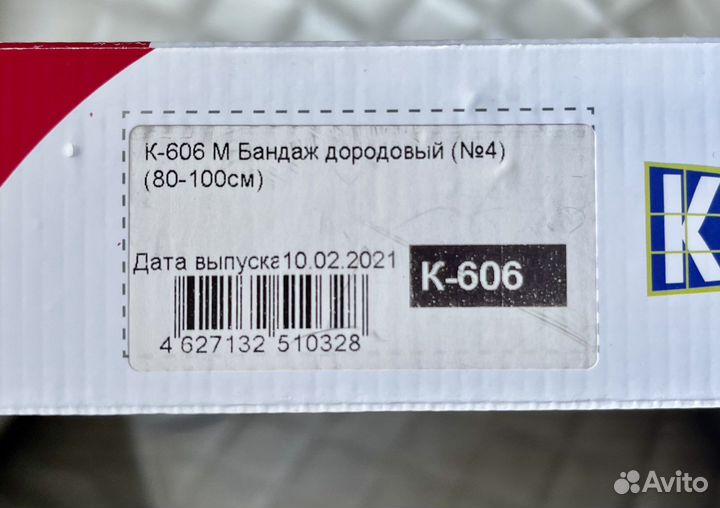 К-606 М Бандаж дородовый (№4)
(80-100см)
Дата выпуска10.02.2021
К-606
4 627132 510328
К
Avito